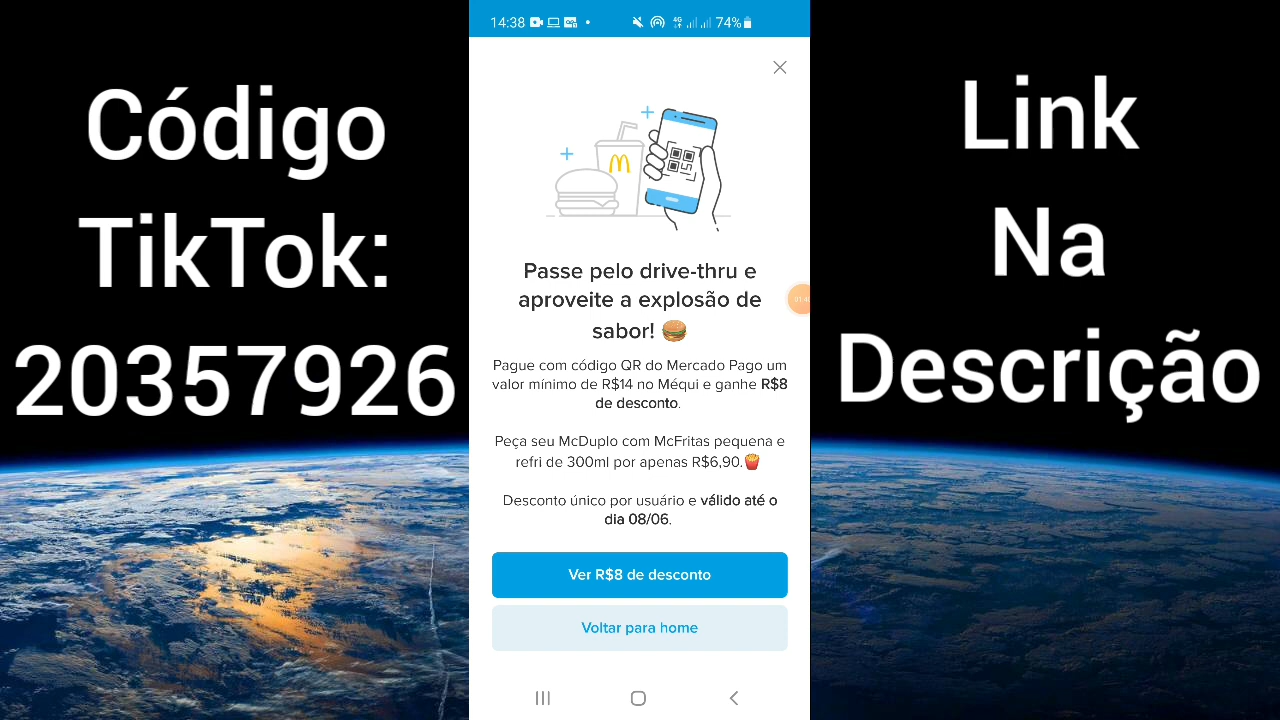 Código
TikTok:
20357926
14:38
4G
74%
Passe pelo drive-thru e
aproveite a explosão de
sabor! 🍔
Pague com código QR do Mercado Pago um
valor mínimo de R$14 no Méqui e ganhe R$8
de desconto.
Peça seu McDuplo com McFritas pequena e
refri de 300ml por apenas R$6,90.🍟
Desconto único por usuário e válido até o
dia 08/06.
Ver R$8 de desconto
Voltar para home
Link
Na
Descrição